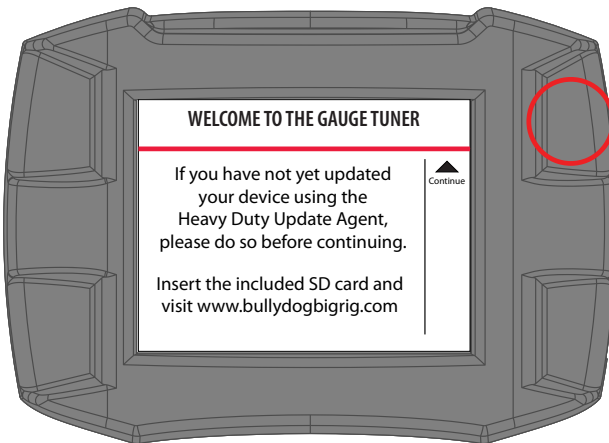 WELCOME TO THE GAUGE TUNER
If you have not yet updated
your device using the
Heavy Duty Update Agent,
please do so before continuing.
Continue
Insert the included SD card and
visit www.bullydogbigrig.com